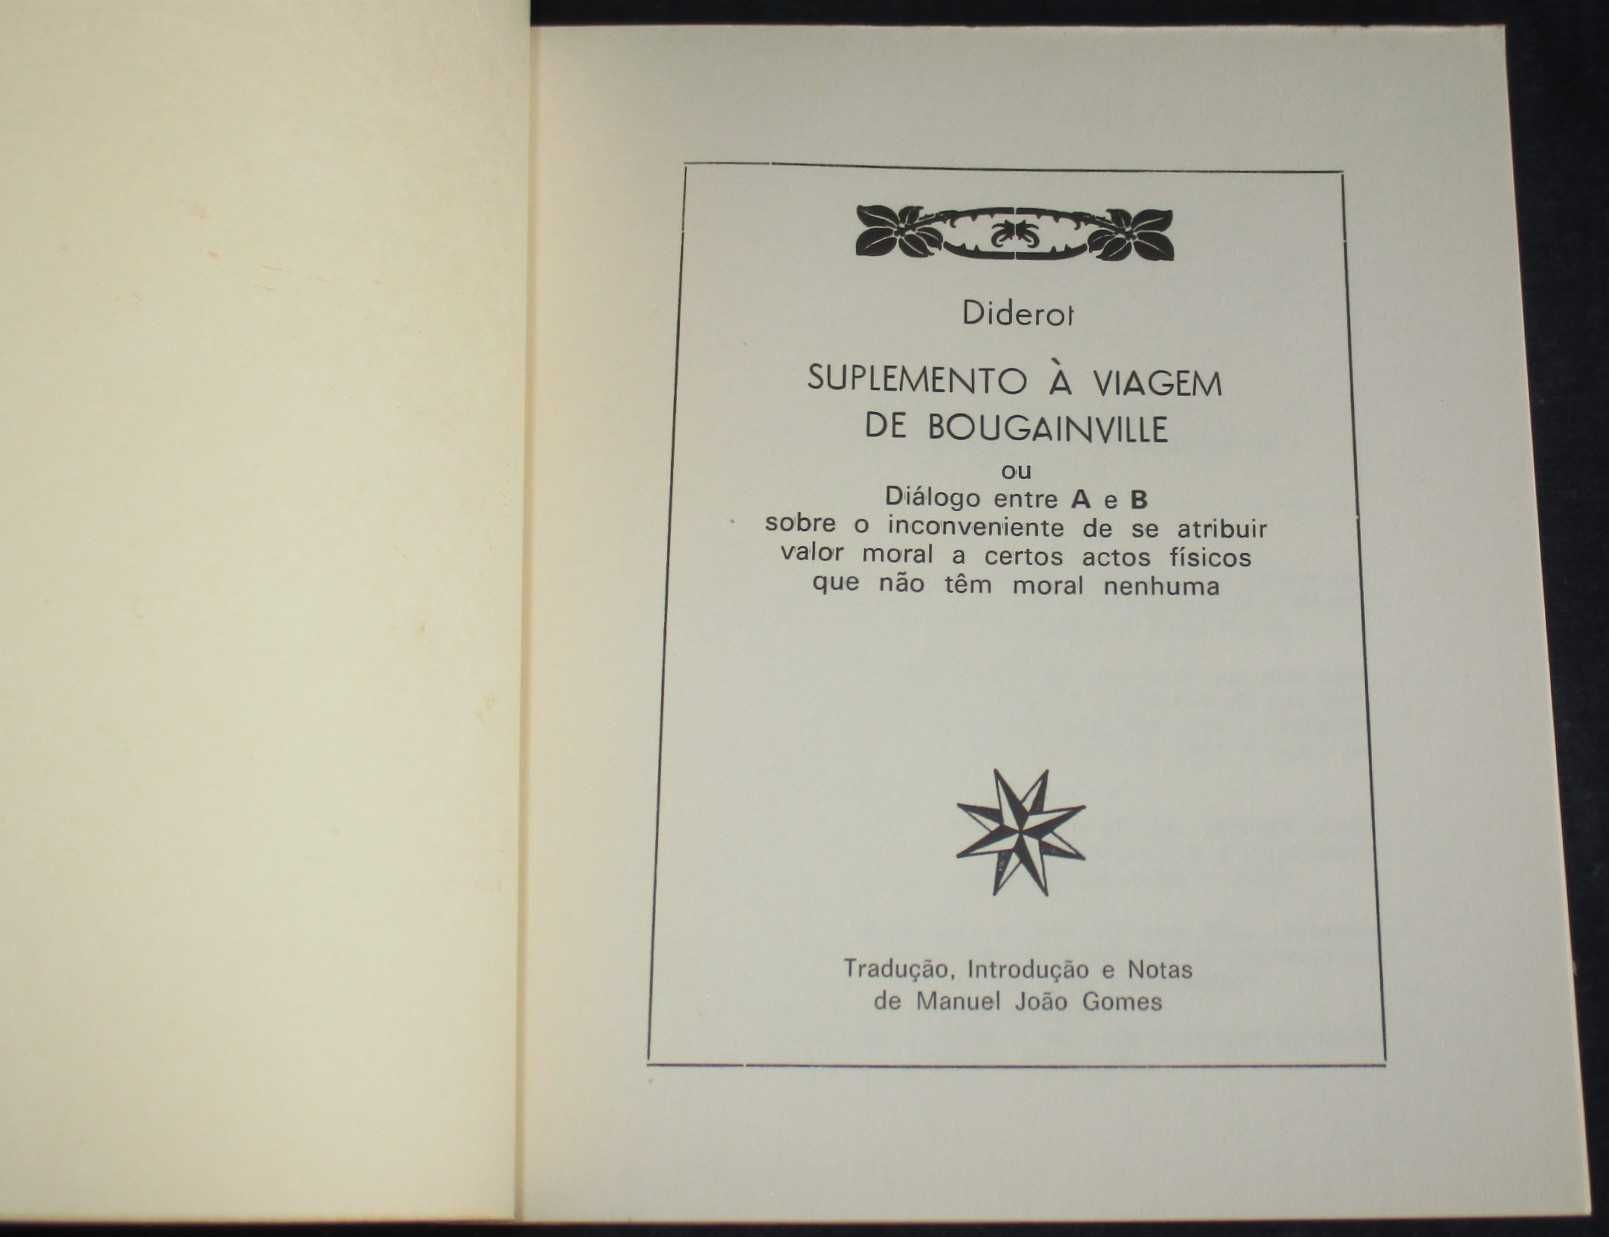 Diderot
SUPLEMENTO À VIAGEM
DE BOUGAINVILLE
ou
Diálogo entre A e B
sobre o inconveniente de se atribuir
valor moral a certos actos físicos
que não têm moral nenhuma
Tradução, Introdução e Notas
de Manuel João Gomes